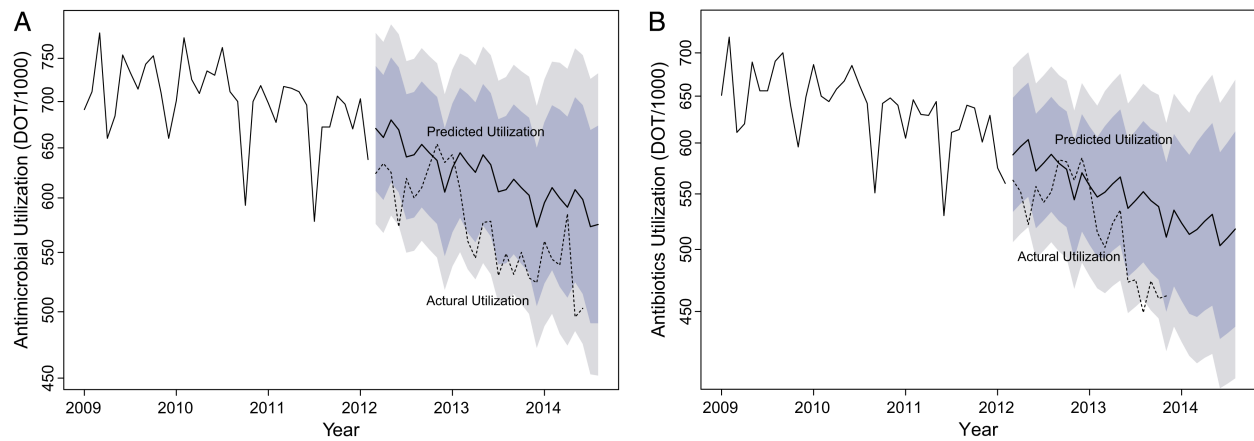 A
Antimicrobial Utilization (DOT/1000)
750
700
650
600
550
500
450
Predicted Utilization
Actural Utilization
2009 2010 2011 2012 2013 2014
Year
B
Antibiotics Utilization (DOT/1000)
700
650
600
550
500
450
Predicted Utilization
Actural Utilization
2009 2010 2011 2012 2013 2014
Year